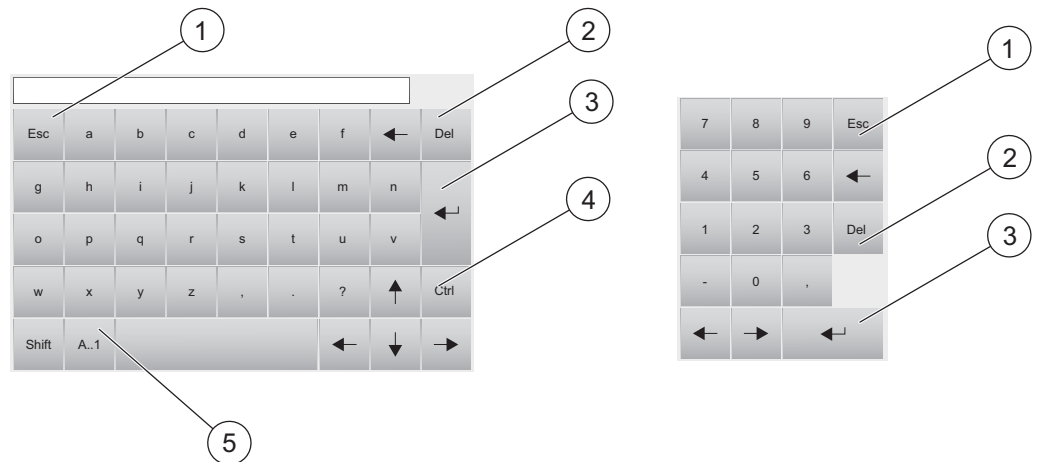 1
2
3
4
5
Esc a b c d e f ← Del
g h i j k l m n ↵
o p q r s t u v
w x y z , . ? ↑ Ctrl
Shift A..1 ← ↓ →
1
2
3
7 8 9 Esc
4 5 6 ←
1 2 3 Del
- 0 ,
← → ↵